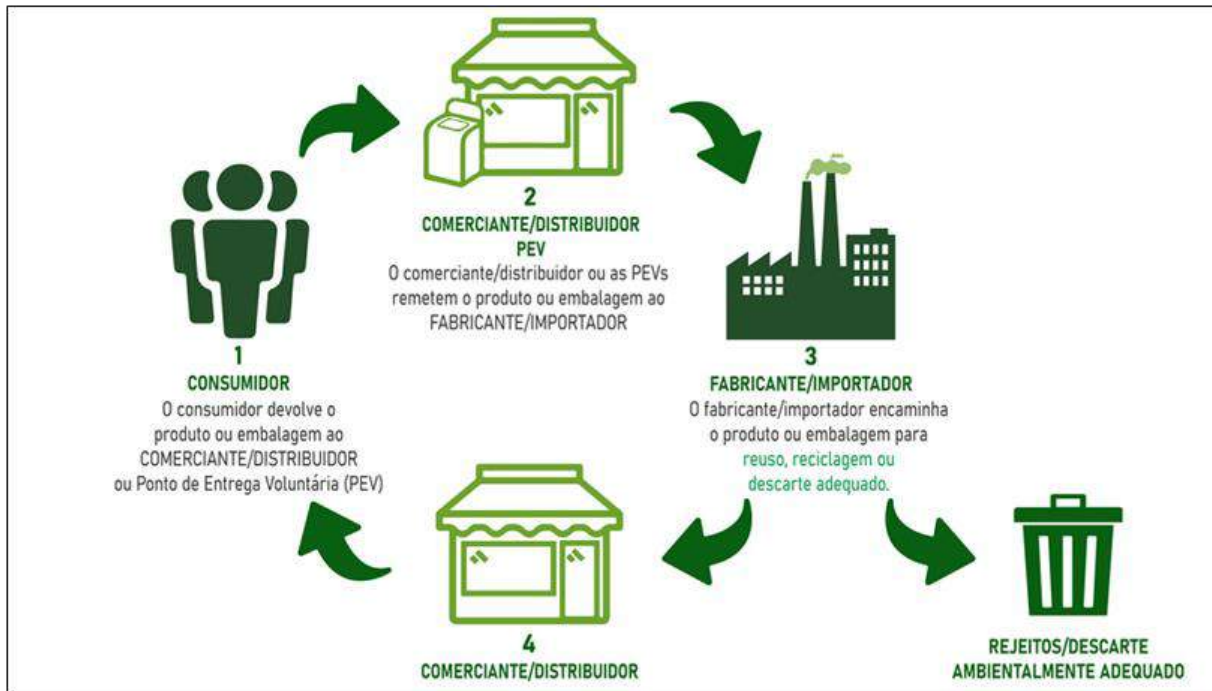 2
COMERCIANTE/DISTRIBUIDOR
PEV
O comerciante/distribuidor ou as PEVs
remetem o produto ou embalagem ao
FABRICANTE/IMPORTADOR
1
CONSUMIDOR
O consumidor devolve o
produto ou embalagem ao
COMERCIANTE/DISTRIBUIDOR
ou Ponto de Entrega Voluntária (PEV)
3
FABRICANTE/IMPORTADOR
O fabricante/importador encaminha
o produto ou embalagem para
reuso, reciclagem ou
descarte adequado.
4
COMERCIANTE/DISTRIBUIDOR
REJEITOS/DESCARTE
AMBIENTALMENTE ADEQUADO